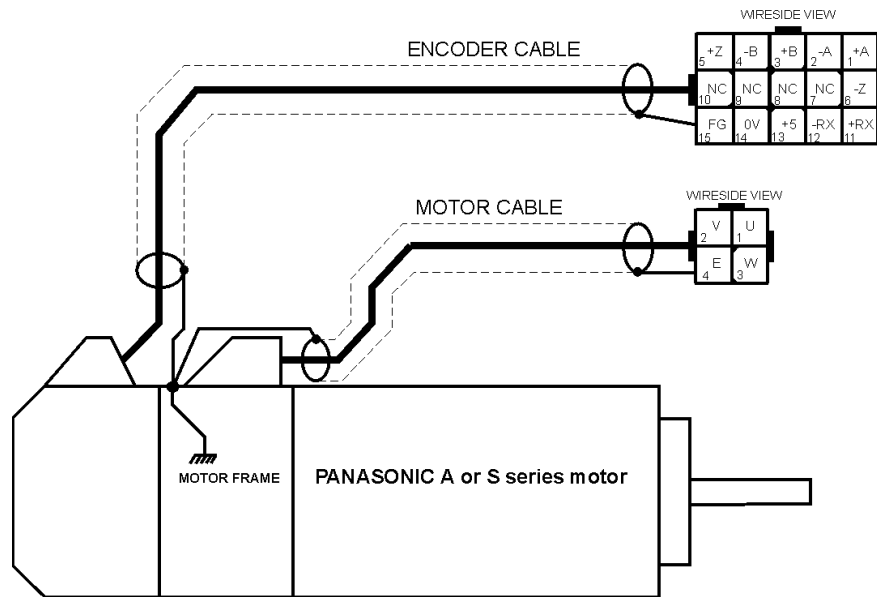 WIRESIDE VIEW
ENCODER CABLE
+Z -B +B -A +A
5 4 3 2 1
NC NC NC NC -Z
10 9 8 7 6
FG 0V +5 -RX +RX
15 14 13 12 11
WIRESIDE VIEW
MOTOR CABLE
V U
2 1
E W
4 3
MOTOR FRAME
PANASONIC A or S series motor